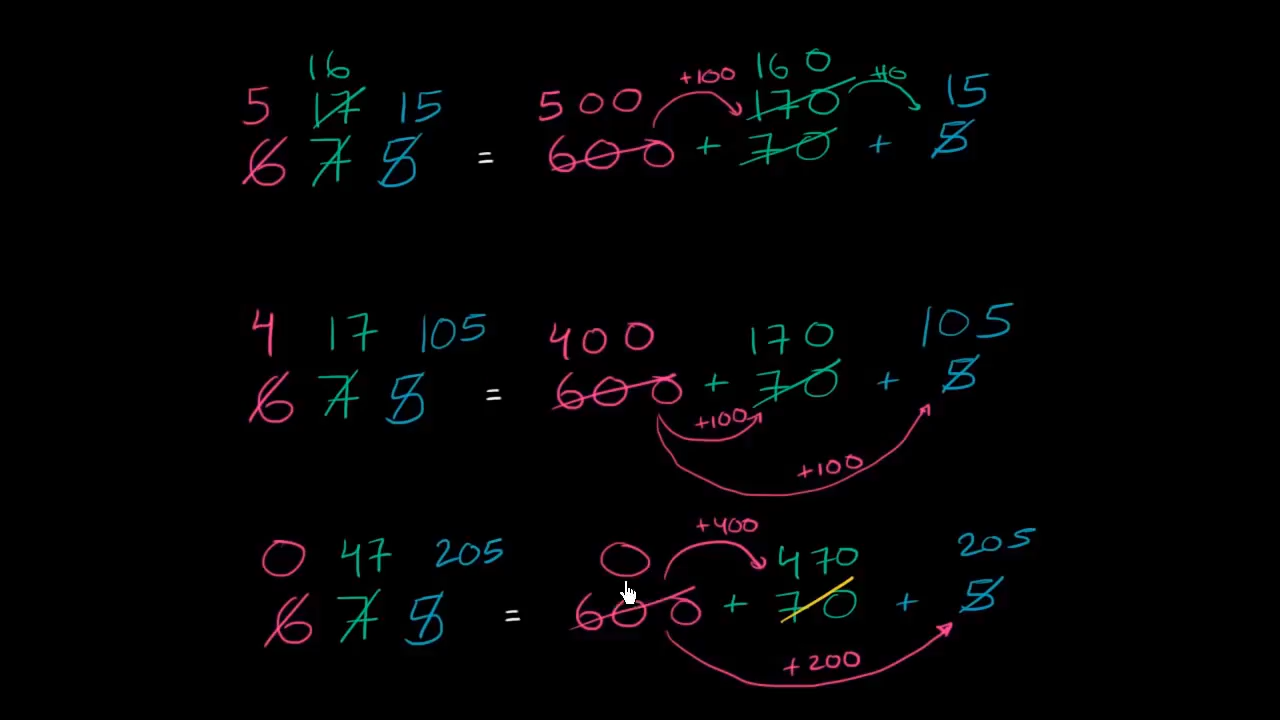 16 160
+100 +10
5 17 15 500 170 15
6 7 5 = 600 + 70 + 5
4 17 105 400 170 105
6 7 5 = 600 + 70 + 5
+100
+100
+400
0 47 205 0 470 205
6 7 5 = 600 + 70 + 5
+200